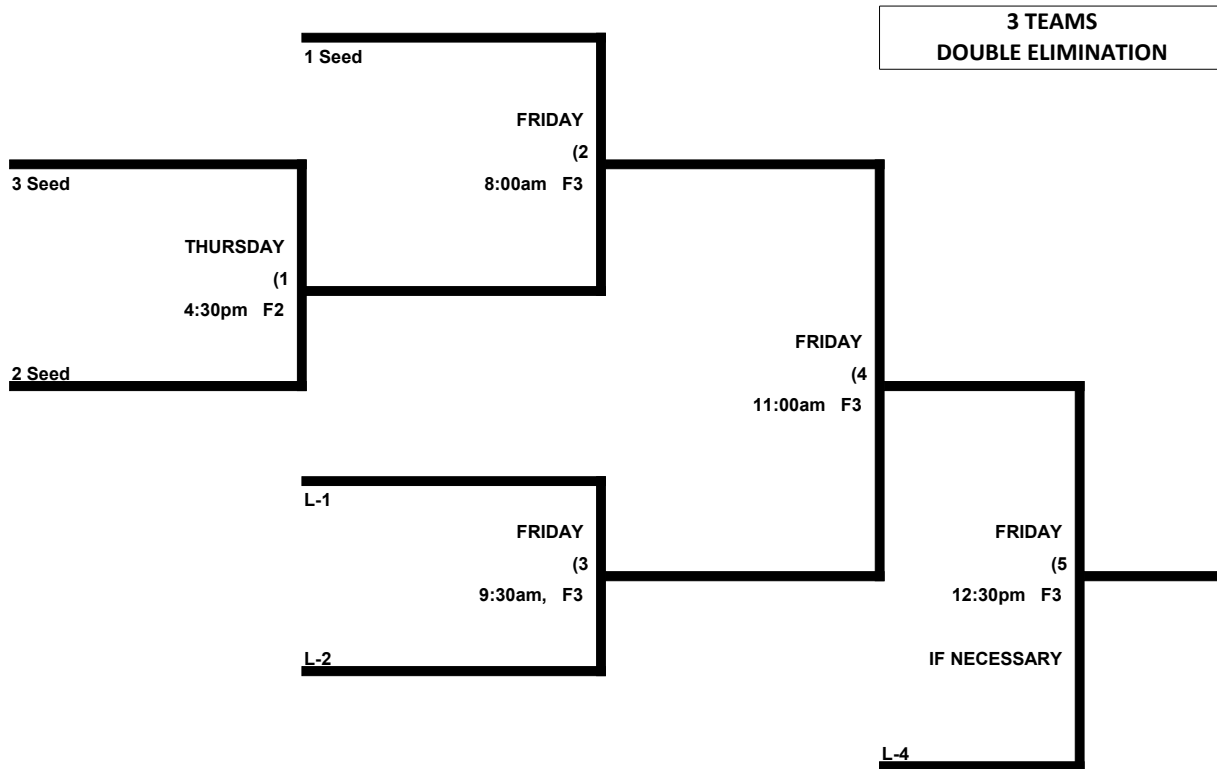 3 TEAMS
DOUBLE ELIMINATION
1 Seed
FRIDAY
(2
8:00am F3
3 Seed
THURSDAY
(1
4:30pm F2
2 Seed
FRIDAY
(4
11:00am F3
L-1
FRIDAY
(3
9:30am, F3
L-2
FRIDAY
(5
12:30pm F3
IF NECESSARY
L-4